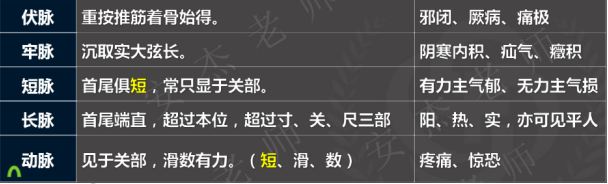 伏脉 重按推筋着骨始得。 邪闭、厥病、痛极
牢脉 沉取实大弦长。 阴寒内积、疝气、癥积
短脉 首尾俱短，常只显于关部。 有力主气郁、无力主气损
长脉 首尾端直，超过本位，超过寸、关、尺三部 阳、热、实，亦可见平人
动脉 见于关部，滑数有力。（短、滑、数） 疼痛、惊恐
安杰老师